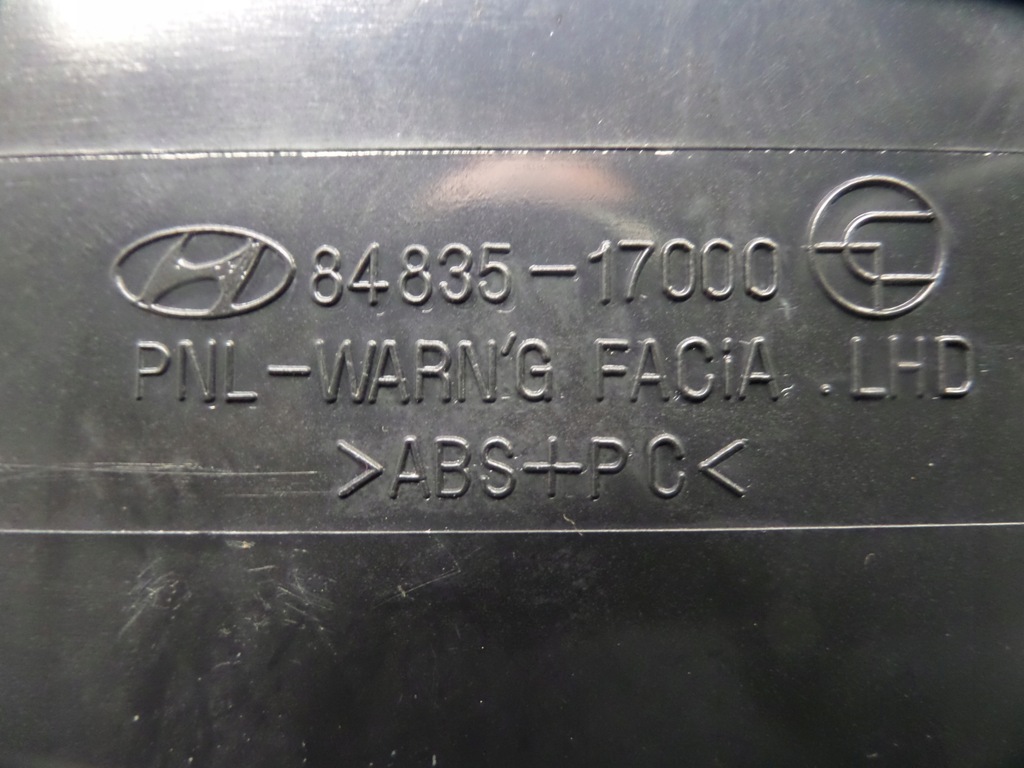 84835-17000
PNL-WARN'G FACiA .LHD
>ABS+PC<